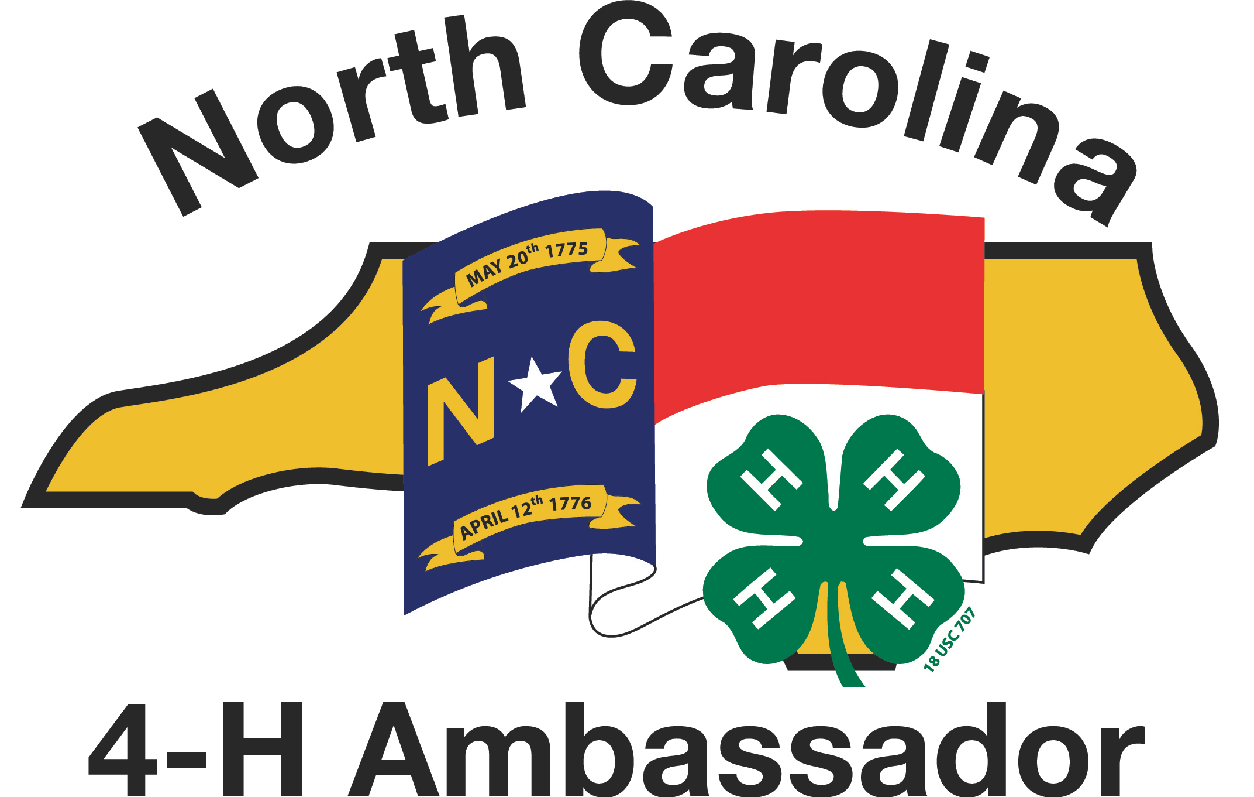 North Carolina
MAY 20th 1775
N C
APRIL 12th 1776
H H
H H
18 USC 707
4-H Ambassador